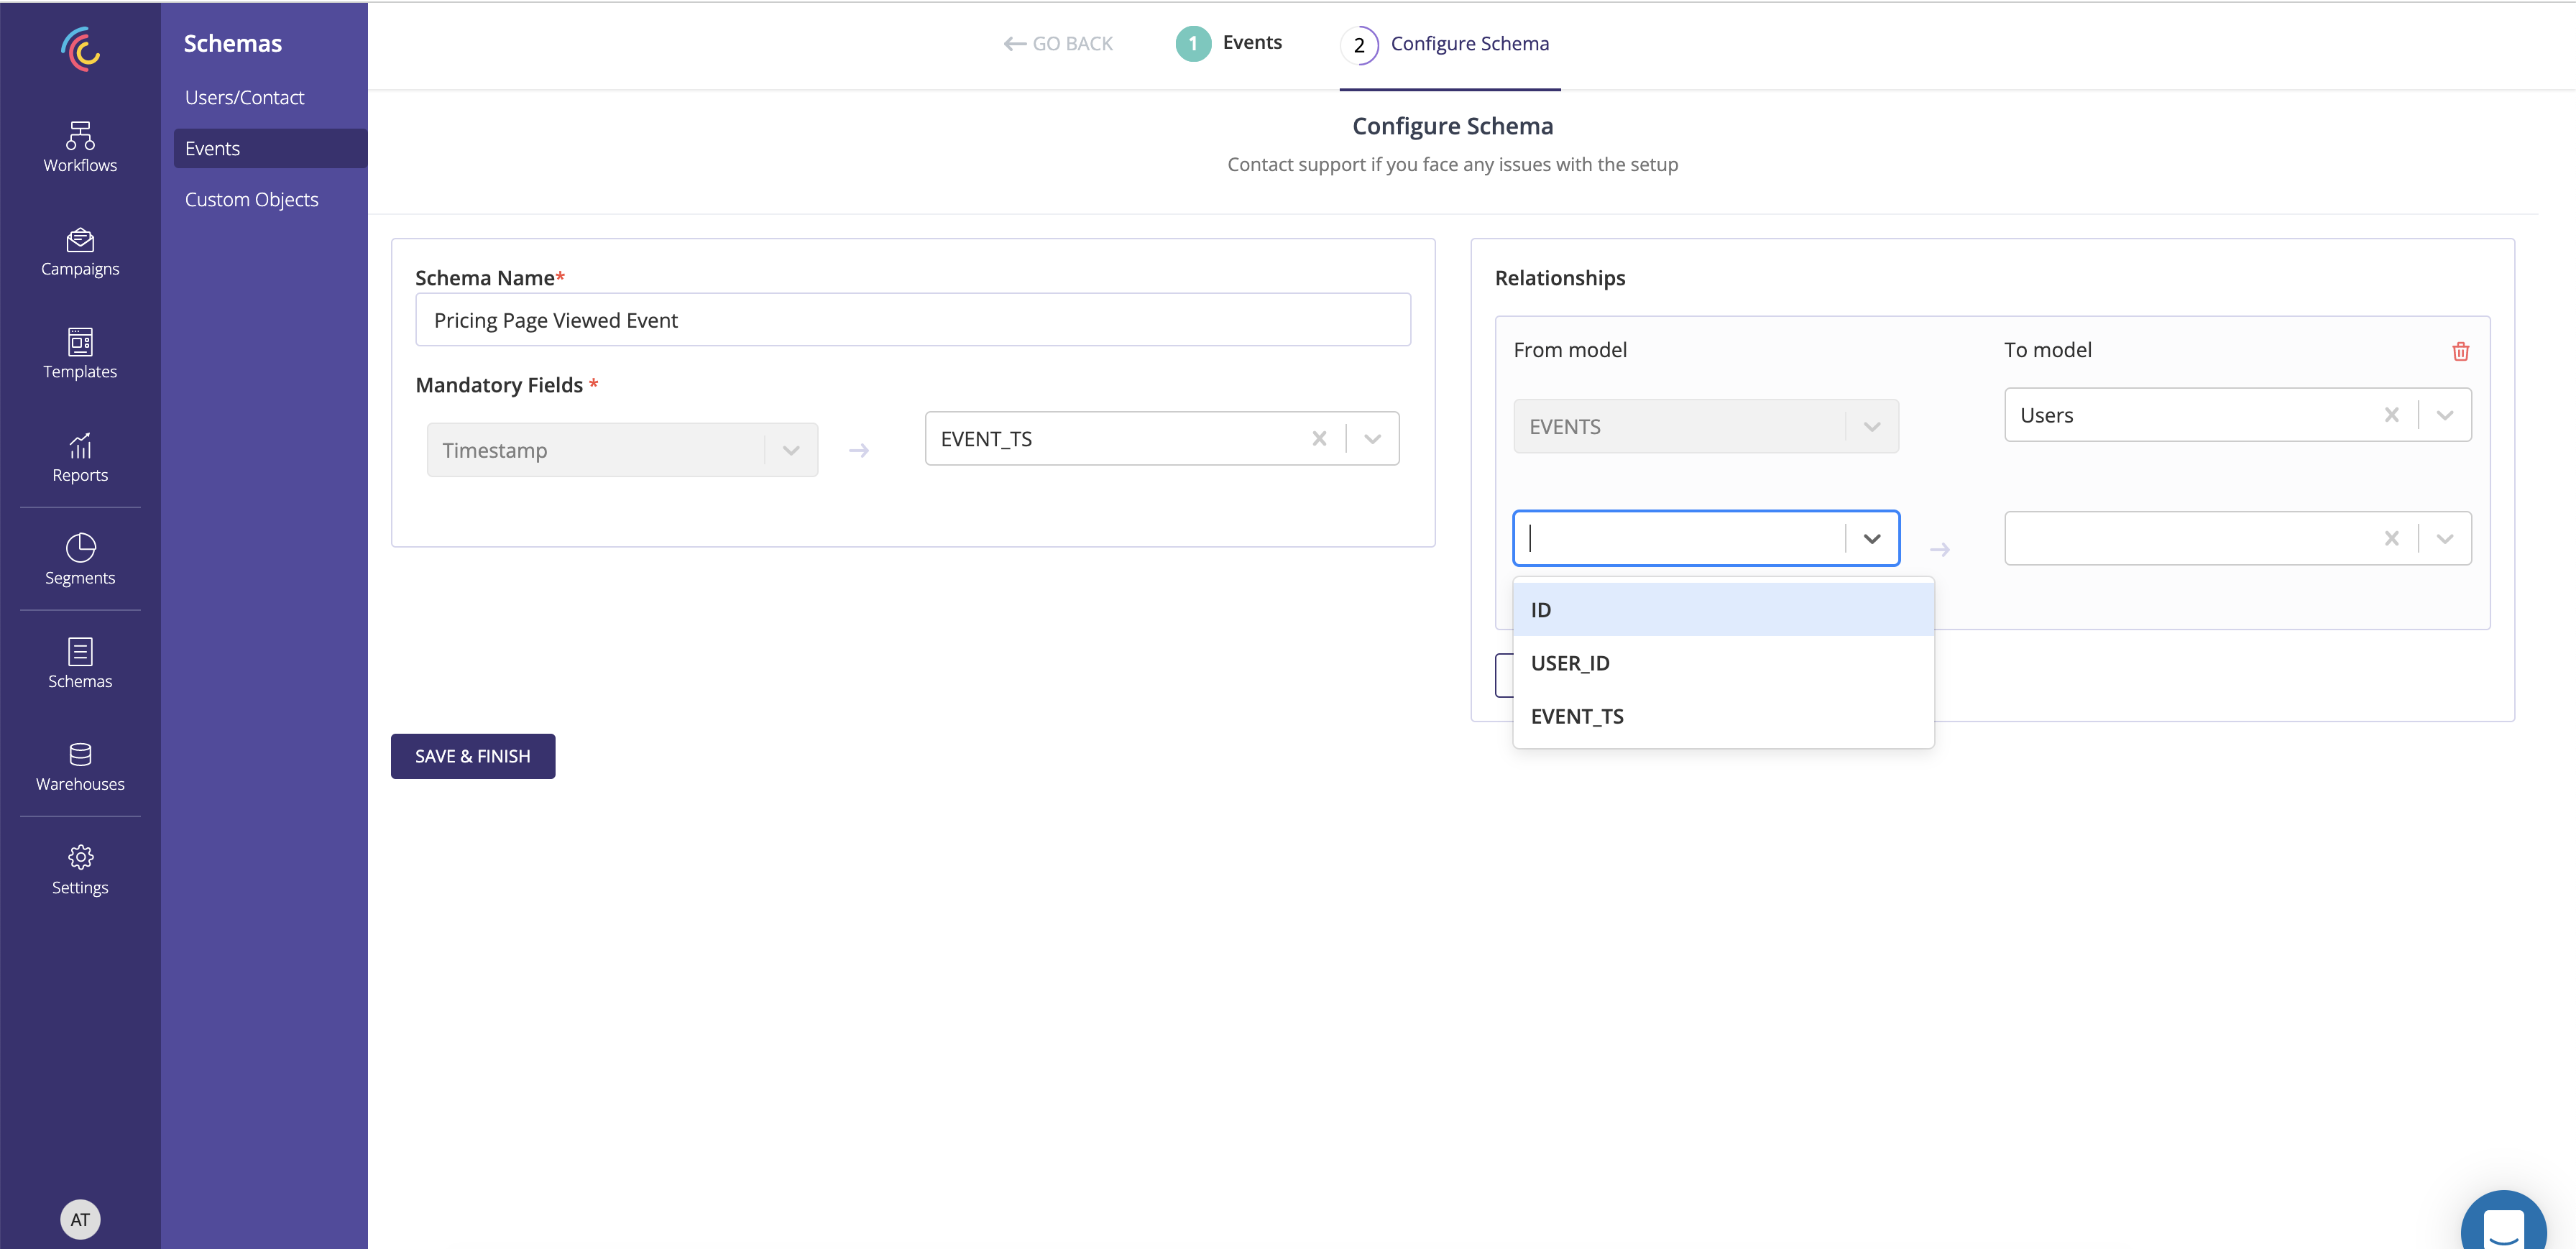 Workflows
Campaigns
Templates
Reports
Segments
Schemas
Warehouses
Settings
AT
Schemas
Users/Contact
Events
Custom Objects
GO BACK
1 Events
2 Configure Schema
Configure Schema
Contact support if you face any issues with the setup
Schema Name*
Pricing Page Viewed Event
Mandatory Fields *
Timestamp
EVENT_TS
SAVE & FINISH
Relationships
From model
To model
EVENTS
Users
ID
USER_ID
EVENT_TS